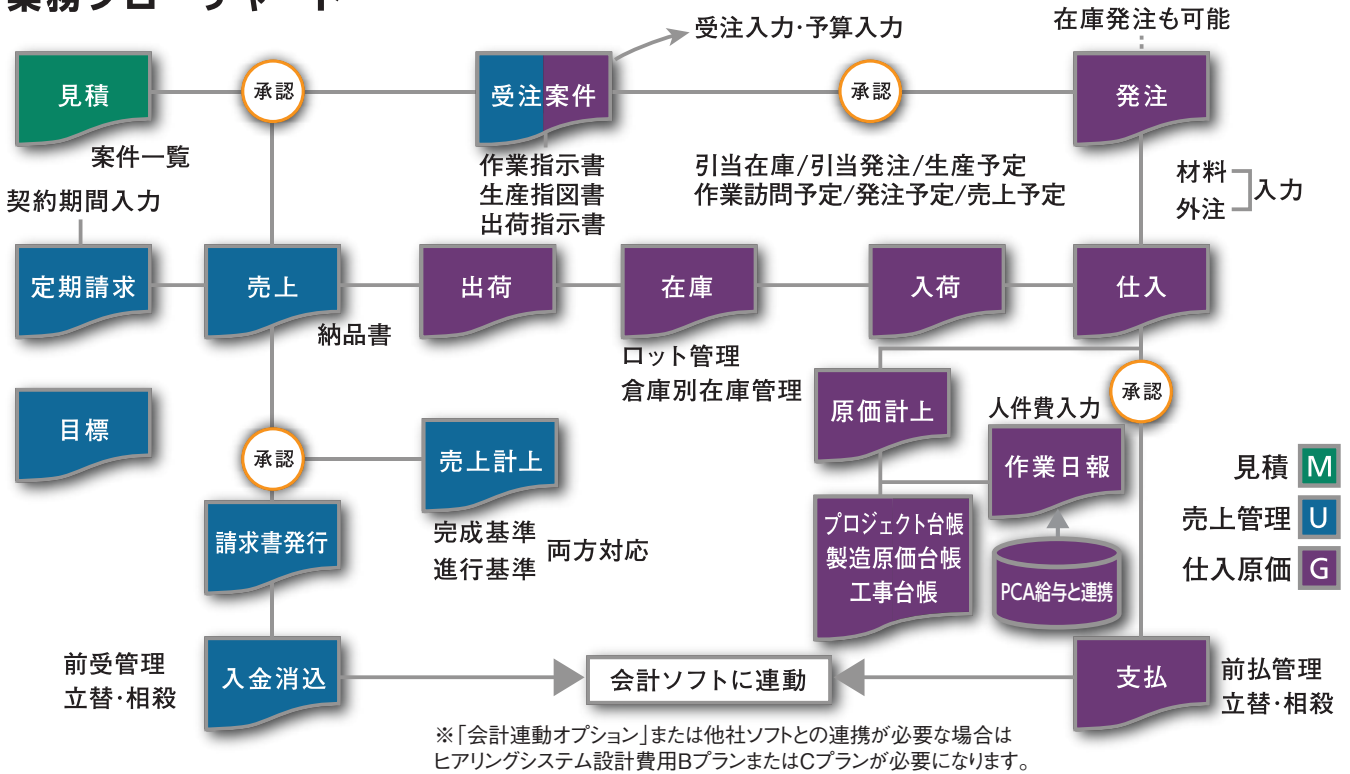 業務フローチャート
受注入力・予算入力
在庫発注も可能
見積
承認
受注案件
承認
発注
案件一覧
作業指示書
生産指図書
出荷指示書
引当在庫/引当発注/生産予定
作業訪問予定/発注予定/売上予定
材料
外注
入力
契約期間入力
定期請求
売上
出荷
在庫
入荷
仕入
納品書
ロット管理
倉庫別在庫管理
目標
承認
売上計上
完成基準
進行基準
両方対応
原価計上
人件費入力
承認
作業日報
プロジェクト台帳
製造原価台帳
工事台帳
PCA給与と連携
見積 M
売上管理 U
仕入原価 G
請求書発行
前受管理
立替・相殺
入金消込
会計ソフトに連動
支払
前払管理
立替・相殺
※「会計連動オプション」または他社ソフトとの連携が必要な場合は
ヒアリングシステム設計費用BプランまたはCプランが必要になります。